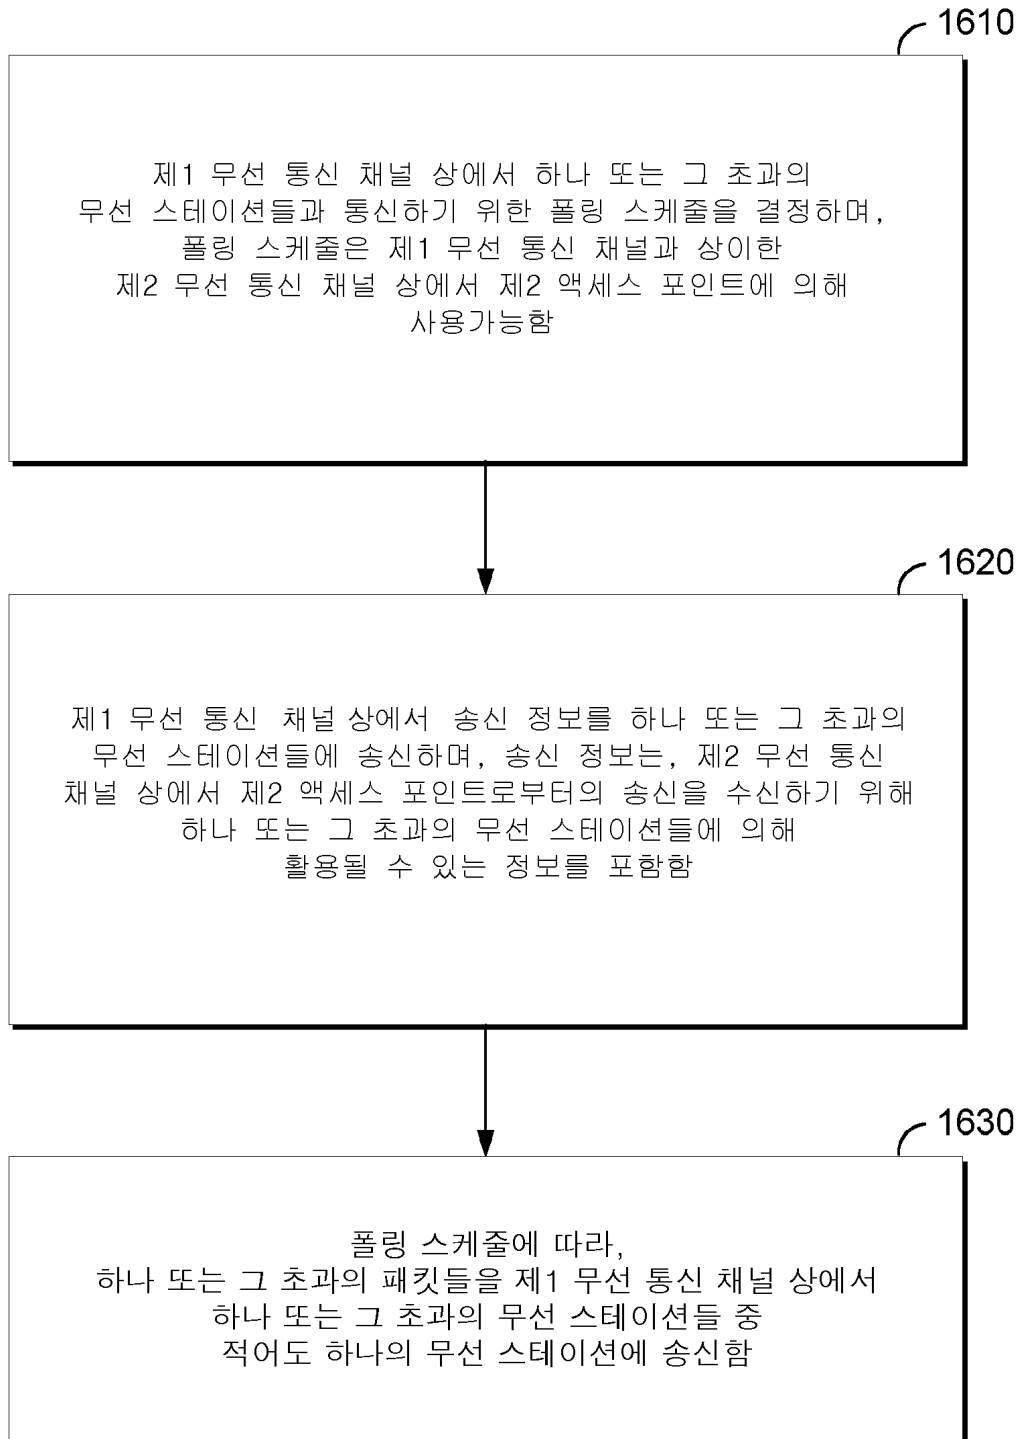 1610
제1 무선 통신 채널 상에서 하나 또는 그 초과의
무선 스테이션들과 통신하기 위한 폴링 스케줄을 결정하며,
폴링 스케줄은 제1 무선 통신 채널과 상이한
제2 무선 통신 채널 상에서 제2 액세스 포인트에 의해
사용가능함
1620
제1 무선 통신 채널 상에서 송신 정보를 하나 또는 그 초과의
무선 스테이션들에 송신하며, 송신 정보는, 제2 무선 통신
채널 상에서 제2 액세스 포인트로부터의 송신을 수신하기 위해
하나 또는 그 초과의 무선 스테이션들에 의해
활용될 수 있는 정보를 포함함
1630
폴링 스케줄에 따라,
하나 또는 그 초과의 패킷들을 제1 무선 통신 채널 상에서
하나 또는 그 초과의 무선 스테이션들 중
적어도 하나의 무선 스테이션에 송신함